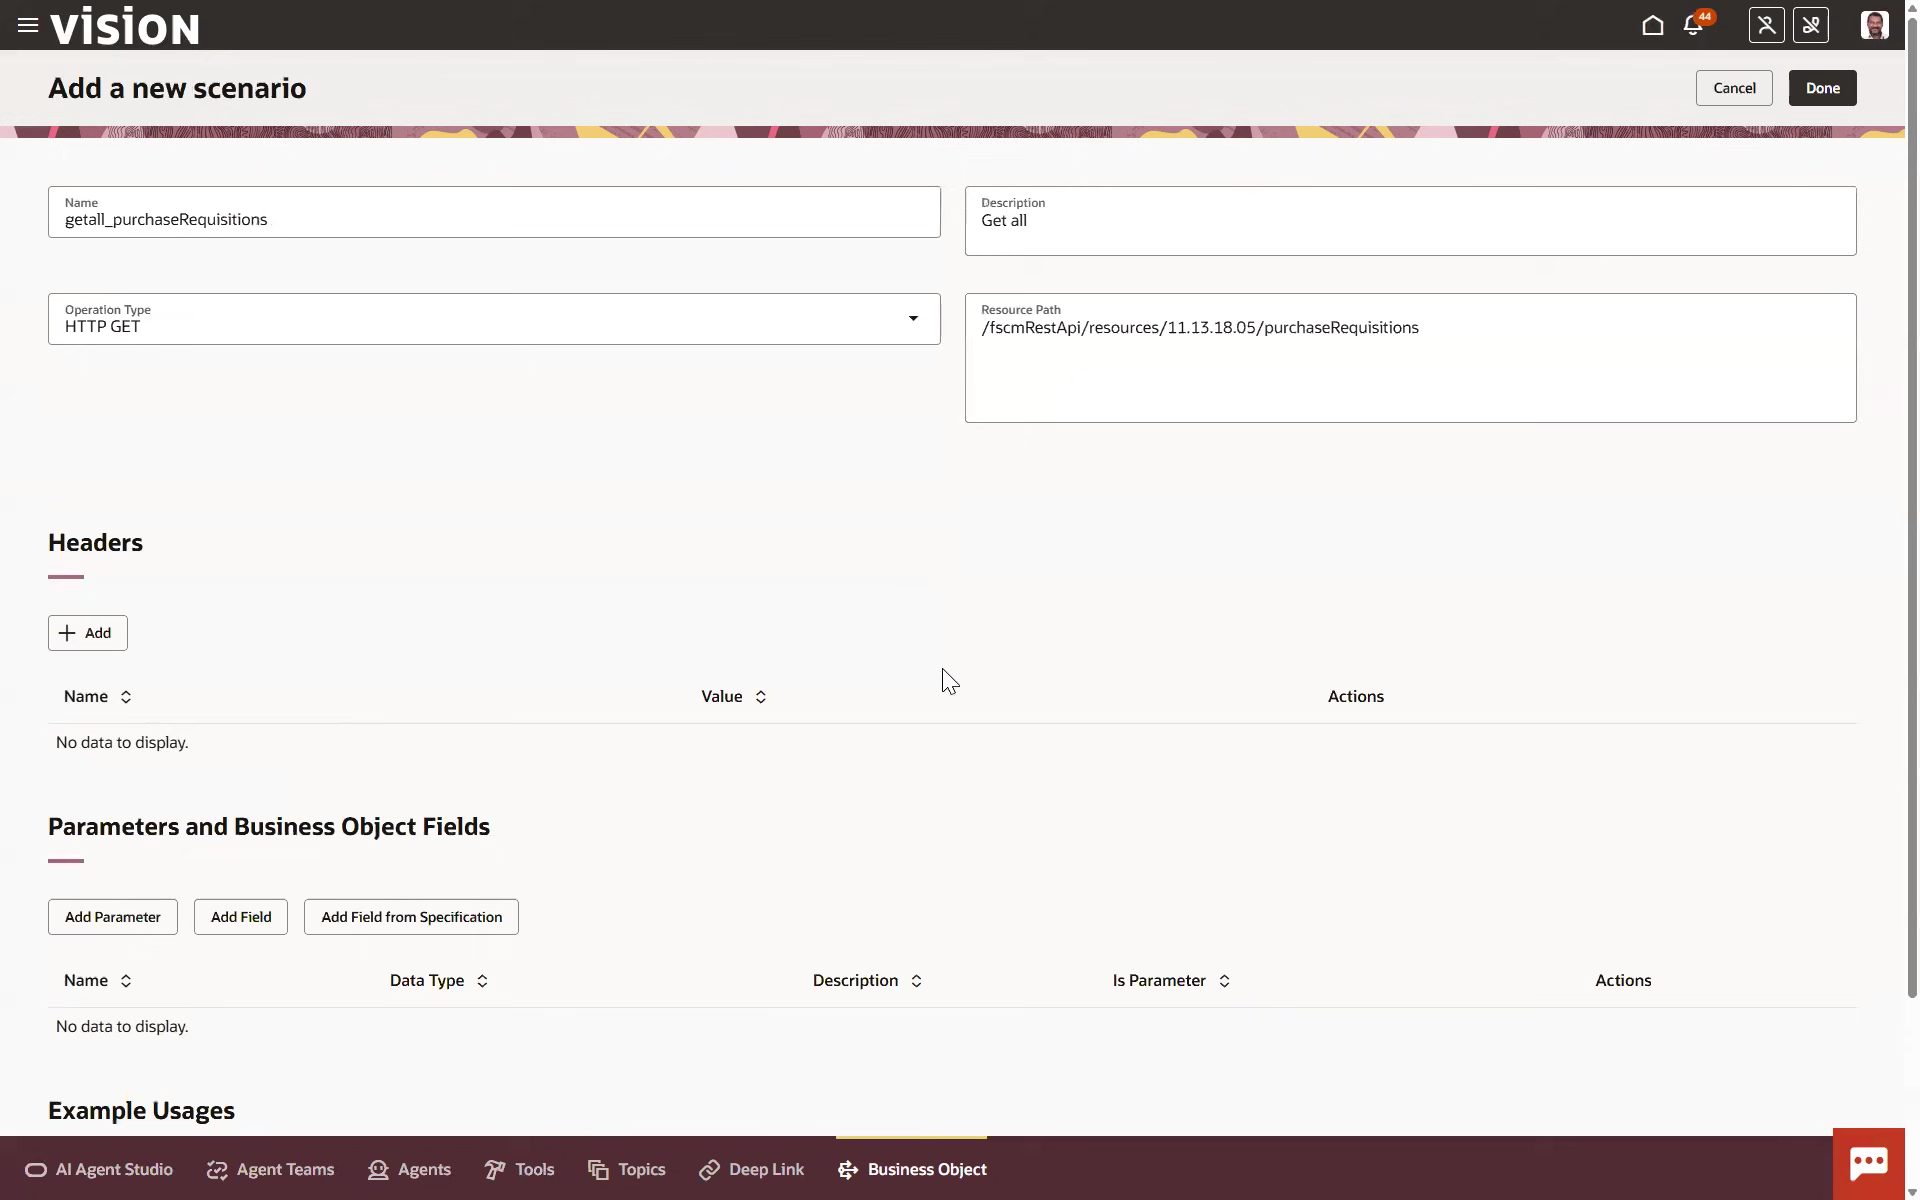 VISION
44
Add a new scenario
Cancel
Done
Name
getall_purchaseRequisitions
Description
Get all
Operation Type
HTTP GET
Resource Path
/fscmRestApi/resources/11.13.18.05/purchaseRequisitions
Headers
Add
Name Value Actions
No data to display.
Parameters and Business Object Fields
Add Parameter Add Field Add Field from Specification
Name Data Type Description Is Parameter Actions
No data to display.
Example Usages
AI Agent Studio Agent Teams Agents Tools Topics Deep Link Business Object